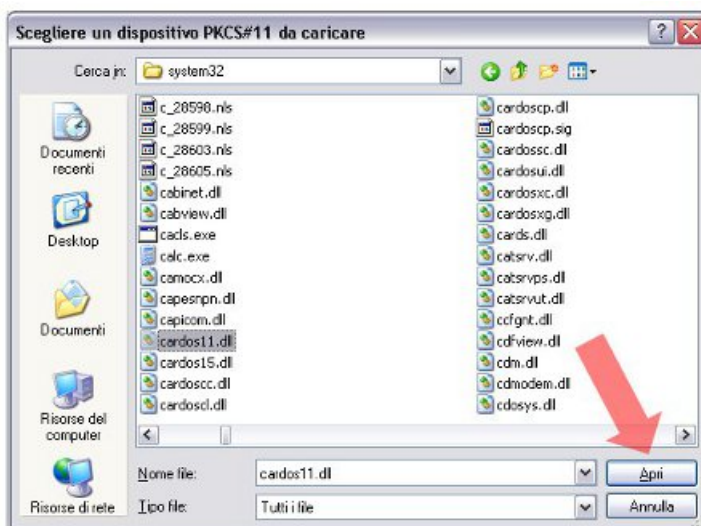 Scegliere un dispositivo PKCS#11 da caricare
Cerca in: system32
Documenti recenti
Desktop
Documenti
Risorse del computer
Risorse di rete
c_28598.nls
c_28599.nls
c_28603.nls
c_28605.nls
cabinet.dll
cabview.dll
cacls.exe
calc.exe
camocx.dll
capesnpn.dll
capicom.dll
cardos11.dll
cardos15.dll
cardoscc.dll
cardoscl.dll
cardoscp.dll
cardoscp.sig
cardossc.dll
cardosui.dll
cardosxc.dll
cardosxg.dll
cards.dll
catsrv.dll
catsrvps.dll
catsrvut.dll
ccfgnt.dll
cdfview.dll
cdm.dll
cdmodem.dll
cdosys.dll
Nome file: cardos11.dll Apri
Tipo file: Tutti i file Annulla